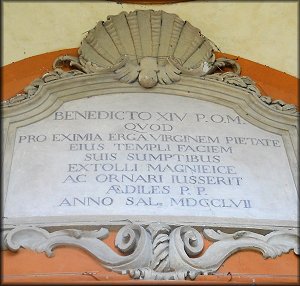 BENEDICTO XIV P.O.M.
QVOD
PRO EXIMIA ERGA VIRGINEM PIETATE
EIUS TEMPLI FACIEM
SUIS SUMPTIBUS
EXTOLLI MAGNIFICE
AC ORNARI IUSSERIT
ÆDILES P. P.
ANNO SAL. MDCCLVII